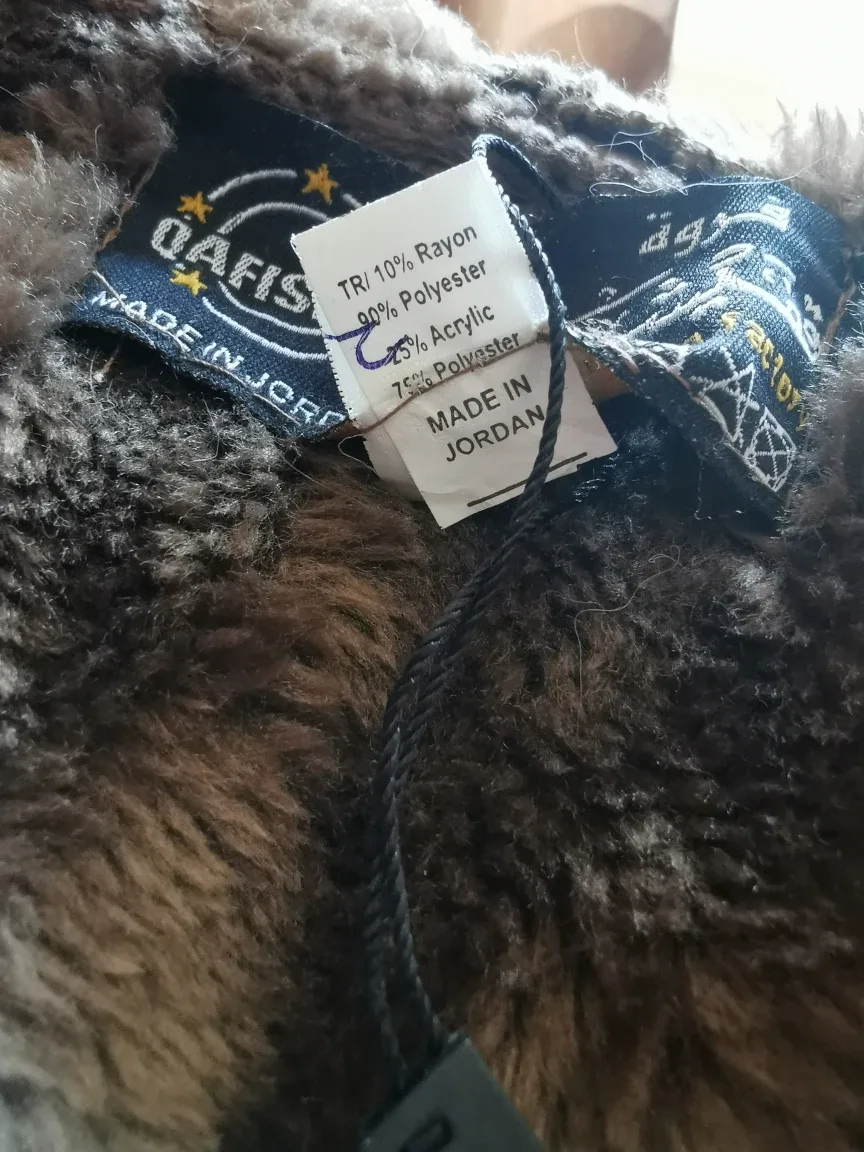 QAFIS
MADE IN JORD
TR/ 10% Rayon
90% Polyester
25% Acrylic
75% Polyester
MADE IN
JORDAN